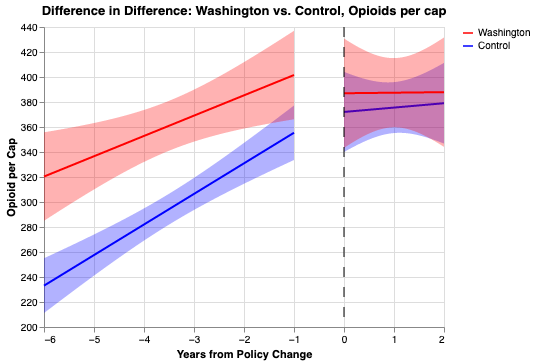 Difference in Difference: Washington vs. Control, Opioids per cap
Washington
Control
Opioid per Cap
440
420
400
380
360
340
320
300
280
260
240
220
200
−6 −5 −4 −3 −2 −1 0 1 2
Years from Policy Change